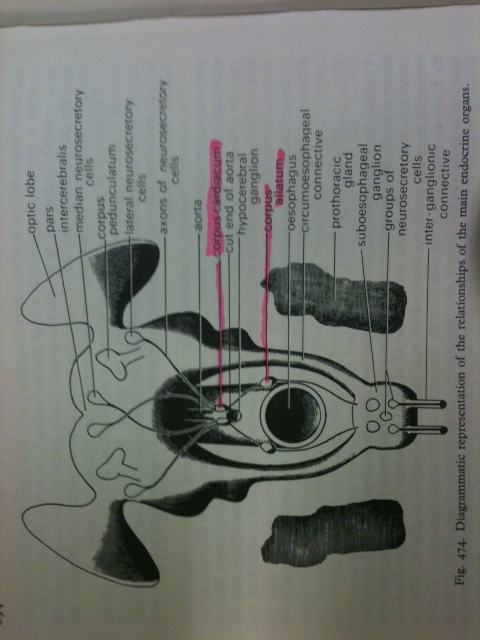 optic lobe
pars
intercerebralis
median neurosecretory
cells
corpus
pedunculatum
lateral neurosecretory
cells
axons of neurosecretory
cells
aorta
corpus cardiacum
cut end of aorta
hypocerebral
ganglion
corpus
allatum
oesophagus
circumoesophageal
connective
prothoracic
gland
suboesophageal
ganglion
groups of
neurosecretory
cells
inter-ganglionic
connective
Fig. 474. Diagrammatic representation of the relationships of the main endocrine organs.